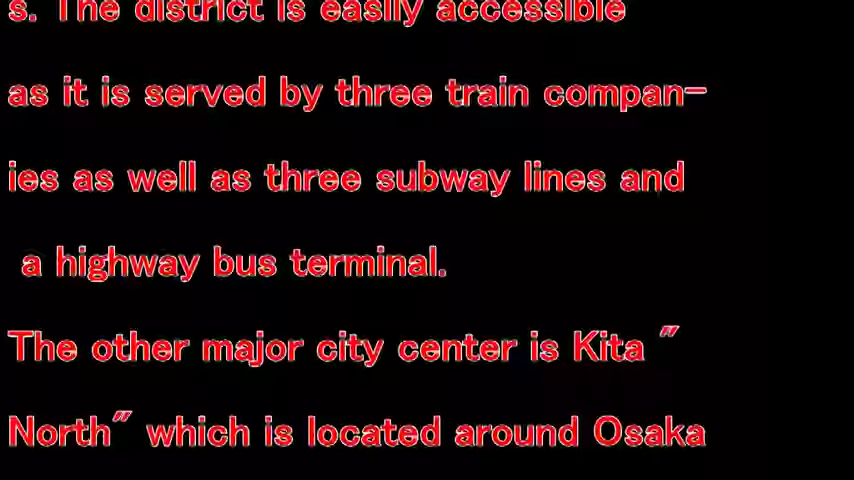 s. The district is easily accessible
as it is served by three train compan-
ies as well as three subway lines and
a highway bus terminal.
The other major city center is Kita "
North" which is located around Osaka